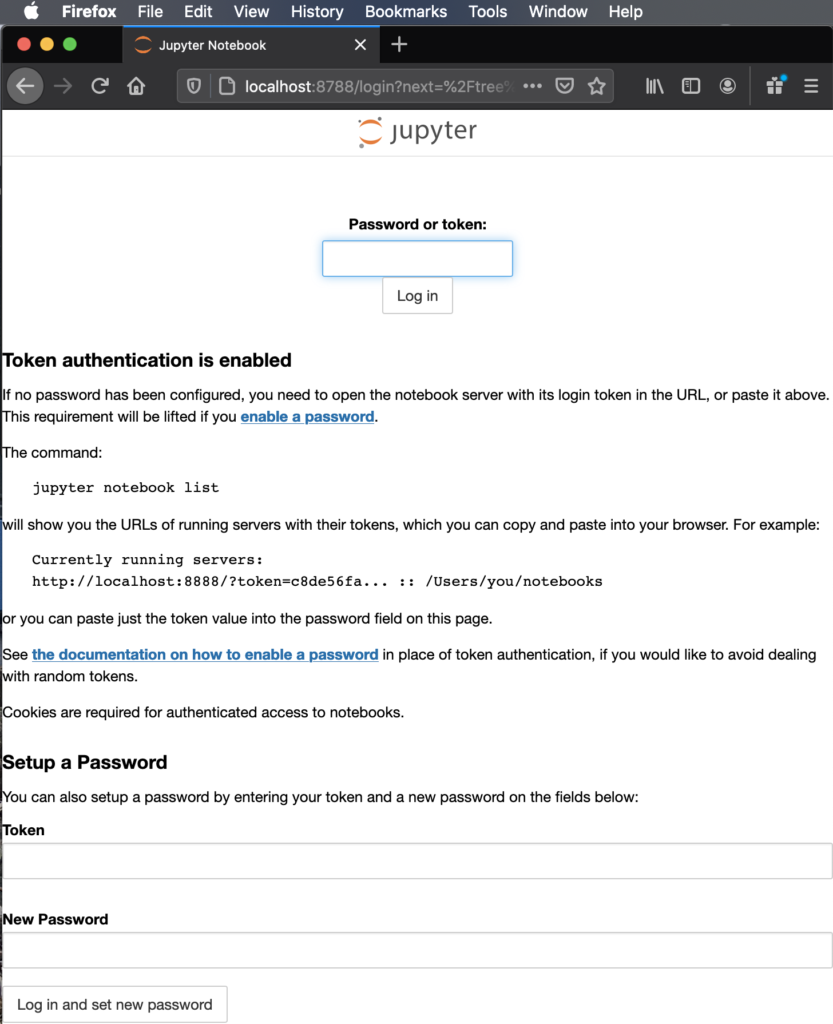 Firefox File Edit View History Bookmarks Tools Window Help
Jupyter Notebook
localhost:8788/login?next=%2Ftree%
jupyter
Password or token:
Log in
Token authentication is enabled
If no password has been configured, you need to open the notebook server with its login token in the URL, or paste it above.
This requirement will be lifted if you enable a password.
The command:
jupyter notebook list
will show you the URLs of running servers with their tokens, which you can copy and paste into your browser. For example:
Currently running servers:
http://localhost:8888/?token=c8de56fa... :: /Users/you/notebooks
or you can paste just the token value into the password field on this page.
See the documentation on how to enable a password in place of token authentication, if you would like to avoid dealing
with random tokens.
Cookies are required for authenticated access to notebooks.
Setup a Password
You can also setup a password by entering your token and a new password on the fields below:
Token
New Password
Log in and set new password